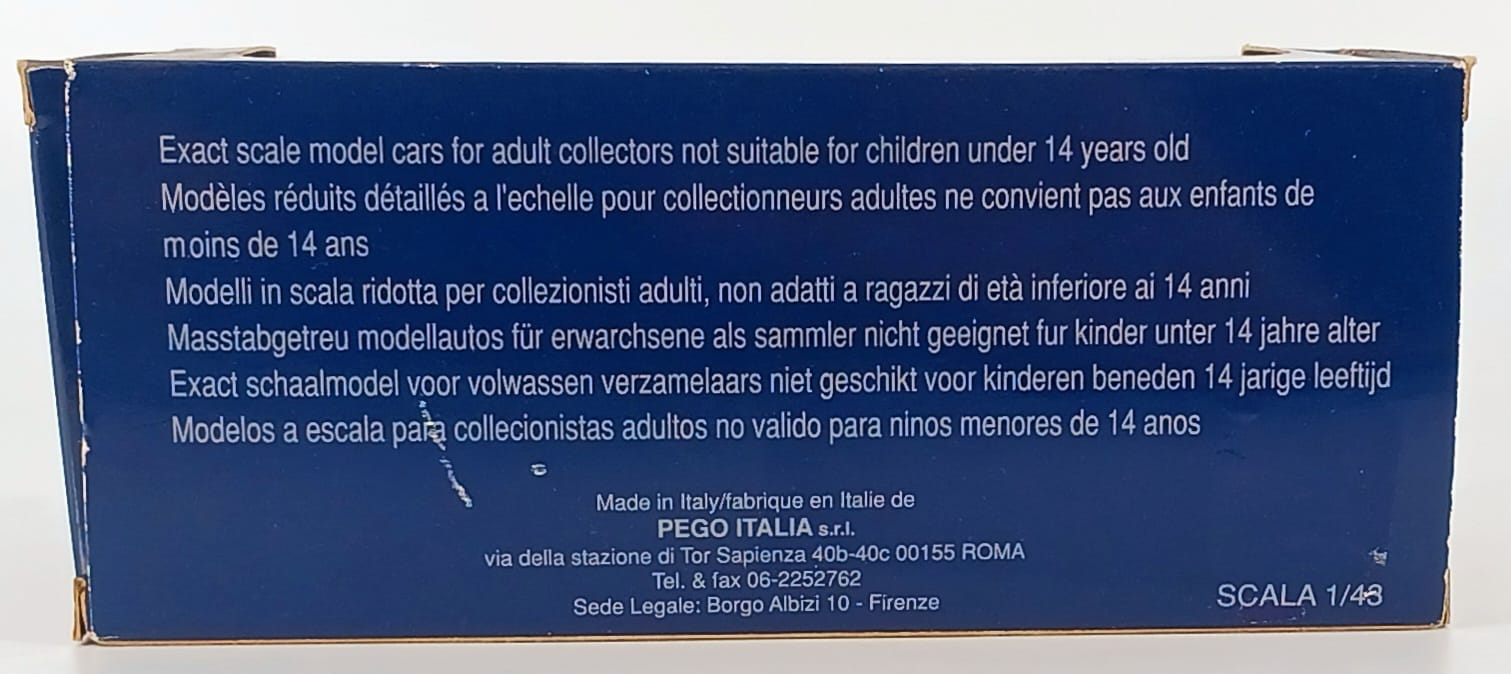 Exact scale model cars for adult collectors not suitable for children under 14 years old
Modèles réduits détaillés a l'echelle pour collectionneurs adultes ne convient pas aux enfants de
moins de 14 ans
Modelli in scala ridotta per collezionisti adulti, non adatti a ragazzi di età inferiore ai 14 anni
Masstabgetreu modellautos für erwarchsene als sammler nicht geeignet fur kinder unter 14 jahre alter
Exact schaalmodel voor volwassen verzamelaars niet geschikt voor kinderen beneden 14 jarige leeftijd
Modelos a escala para collecionistas adultos no valido para ninos menores de 14 anos
Made in Italy/fabrique en Italie de
PEGO ITALIA s.r.l.
via della stazione di Tor Sapienza 40b-40c 00155 ROMA
Tel. & fax 06-2252762
Sede Legale: Borgo Albizi 10 - Firenze
SCALA 1/43